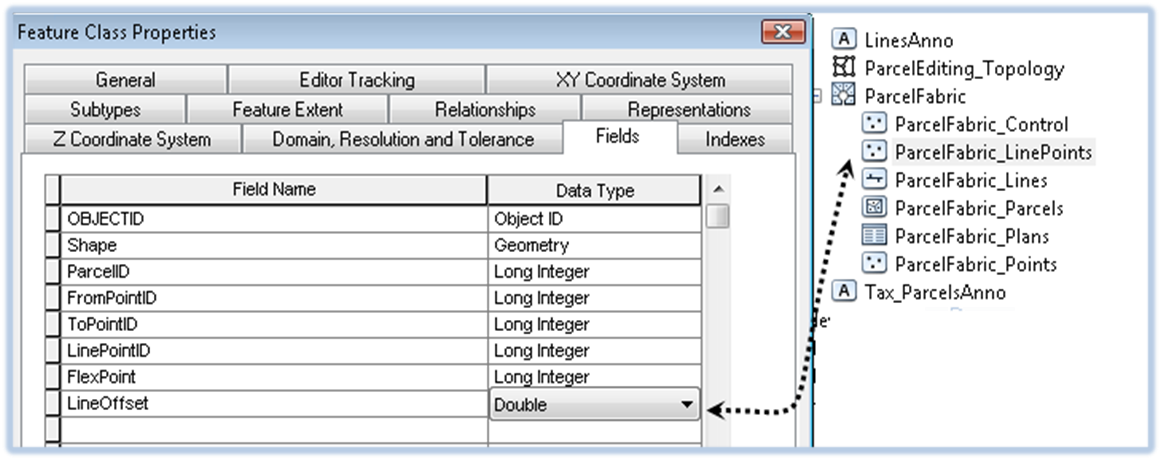 Feature Class Properties
General Editor Tracking XY Coordinate System
Subtypes Feature Extent Relationships Representations
Z Coordinate System Domain, Resolution and Tolerance Fields Indexes
Field Name Data Type
OBJECTID Object ID
Shape Geometry
ParcelID Long Integer
FromPointID Long Integer
ToPointID Long Integer
LinePointID Long Integer
FlexPoint Long Integer
LineOffset Double
A LinesAnno
ParcelEditing_Topology
ParcelFabric
ParcelFabric_Control
ParcelFabric_LinePoints
ParcelFabric_Lines
ParcelFabric_Parcels
ParcelFabric_Plans
ParcelFabric_Points
A Tax_ParcelsAnno